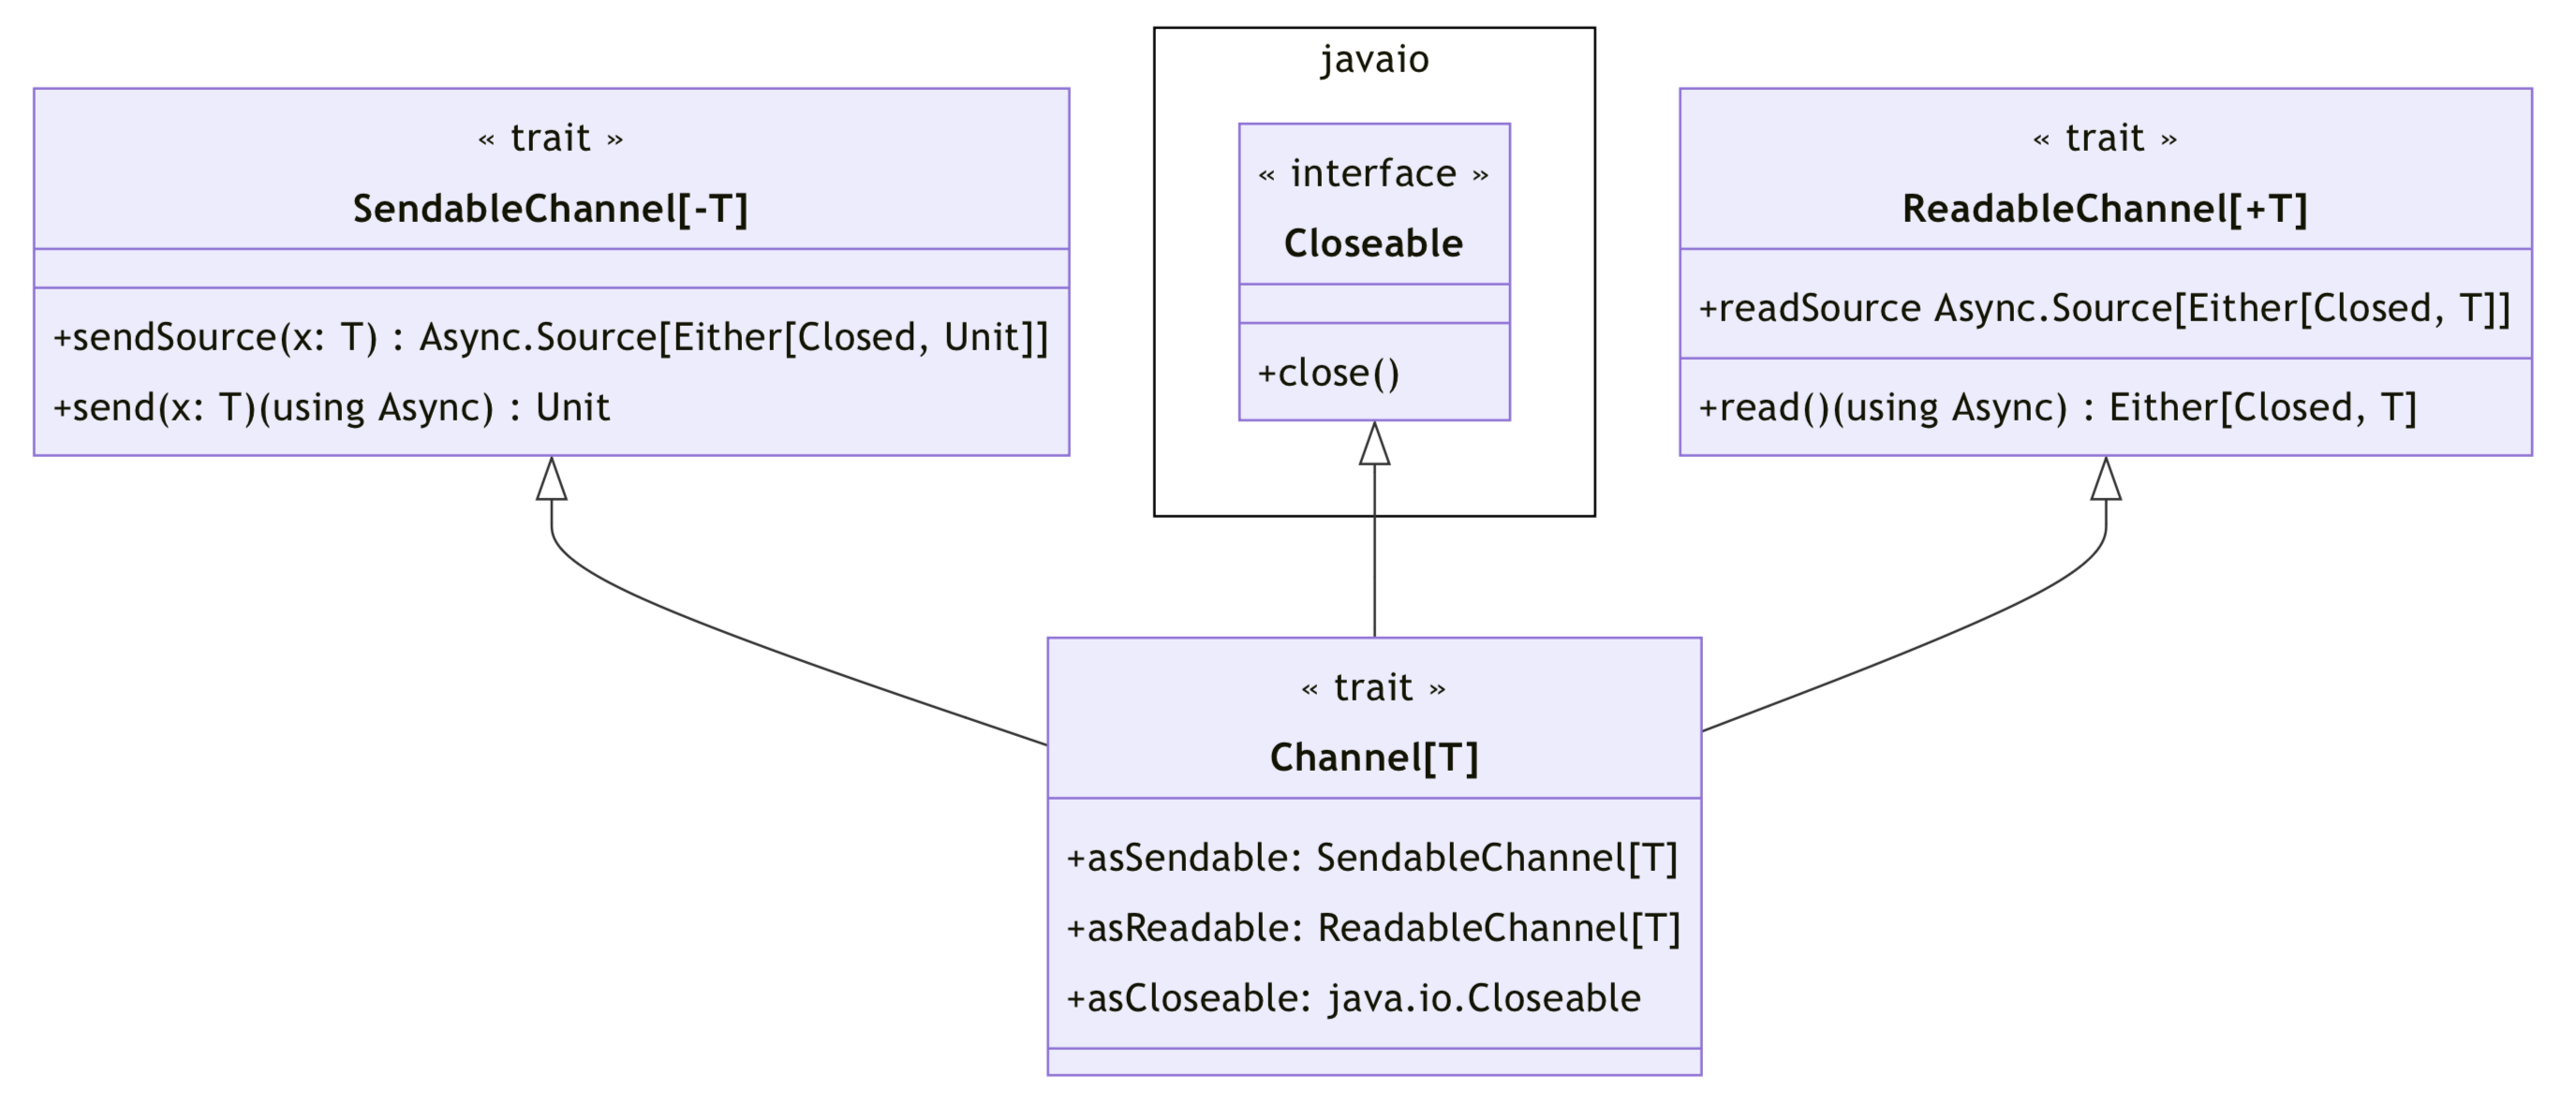 « trait »
SendableChannel[-T]
+sendSource(x: T) : Async.Source[Either[Closed, Unit]]
+send(x: T)(using Async) : Unit
javaio
« interface »
Closeable
+close()
« trait »
ReadableChannel[+T]
+readSource Async.Source[Either[Closed, T]]
+read()(using Async) : Either[Closed, T]
« trait »
Channel[T]
+asSendable: SendableChannel[T]
+asReadable: ReadableChannel[T]
+asCloseable: java.io.Closeable